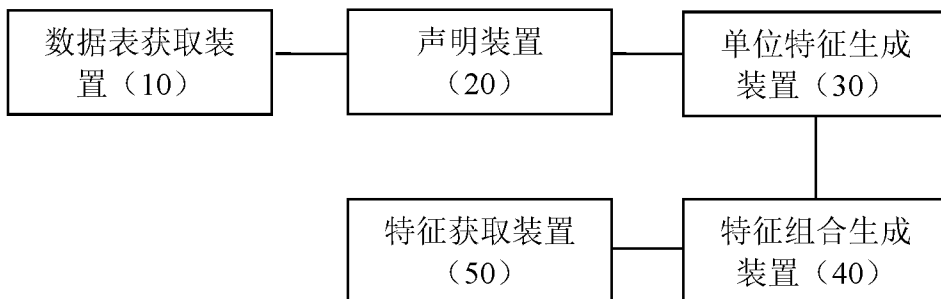 数据表获取装
置（10）
声明装置
（20）
单位特征生成
装置（30）
特征获取装置
（50）
特征组合生成
装置（40）